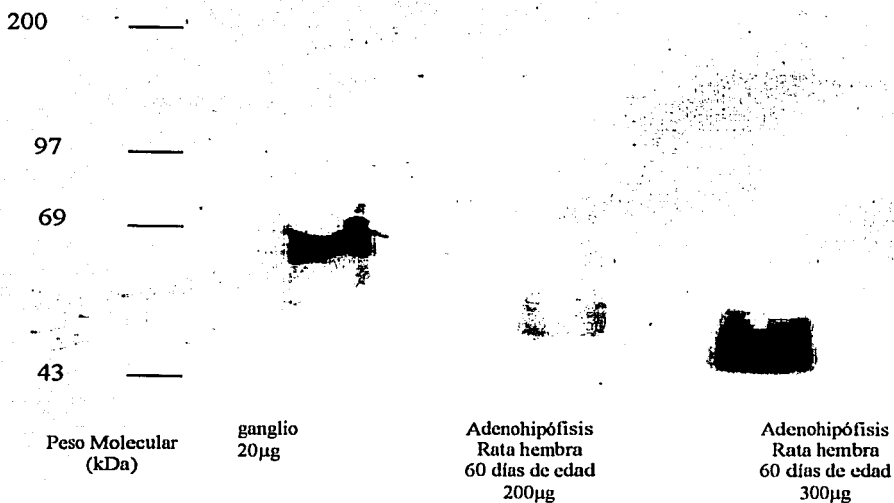 200
97
69
43
Peso Molecular
(kDa)
ganglio
20µg
Adenohipófisis
Rata hembra
60 días de edad
200µg
Adenohipófisis
Rata hembra
60 días de edad
300µg